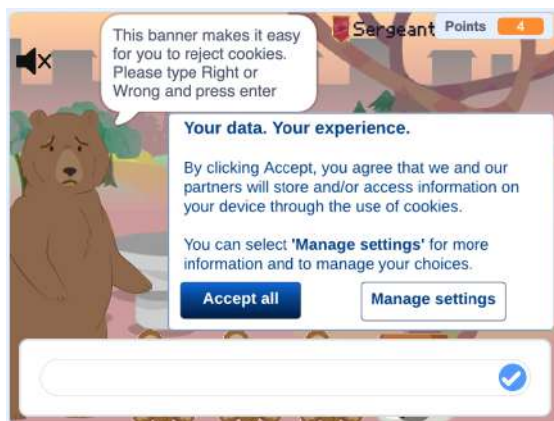 This banner makes it easy
for you to reject cookies.
Please type Right or
Wrong and press enter
Sergeant
Points 4
Your data. Your experience.
By clicking Accept, you agree that we and our
partners will store and/or access information on
your device through the use of cookies.
You can select 'Manage settings' for more
information and to manage your choices.
Accept all
Manage settings